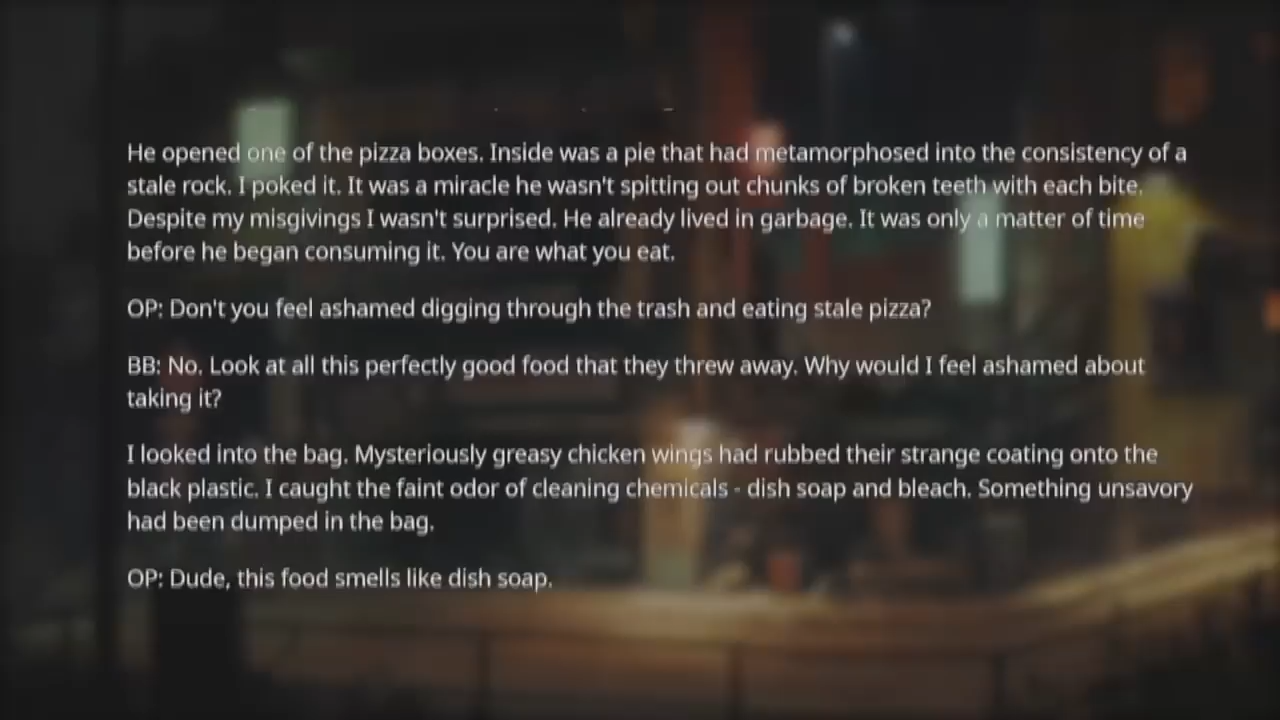 He opened one of the pizza boxes. Inside was a pie that had metamorphosed into the consistency of a
stale rock. I poked it. It was a miracle he wasn't spitting out chunks of broken teeth with each bite.
Despite my misgivings I wasn't surprised. He already lived in garbage. It was only a matter of time
before he began consuming it. You are what you eat.
OP: Don't you feel ashamed digging through the trash and eating stale pizza?
BB: No. Look at all this perfectly good food that they threw away. Why would I feel ashamed about
taking it?
I looked into the bag. Mysteriously greasy chicken wings had rubbed their strange coating onto the
black plastic. I caught the faint odor of cleaning chemicals - dish soap and bleach. Something unsavory
had been dumped in the bag.
OP: Dude, this food smells like dish soap.